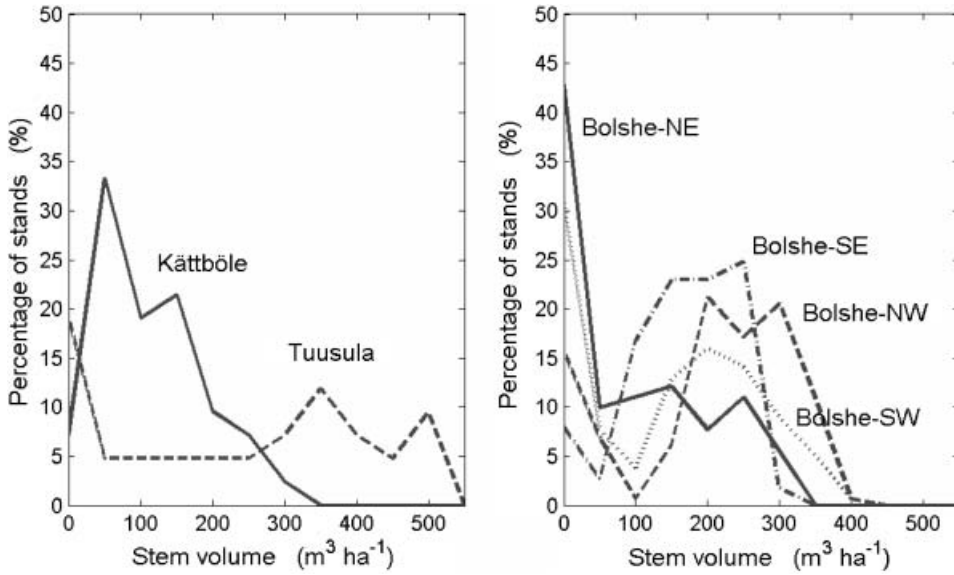 50
45
40
35
30
25
20
15
10
5
0
Percentage of stands (%)
Kättböle
Tuusula
0 100 200 300 400 500
Stem volume (m³ ha⁻¹)
50
45
40
35
30
25
20
15
10
5
0
Percentage of stands (%)
Bolshe-NE
Bolshe-SE
Bolshe-NW
Bolshe-SW
0 100 200 300 400 500
Stem volume (m³ ha⁻¹)